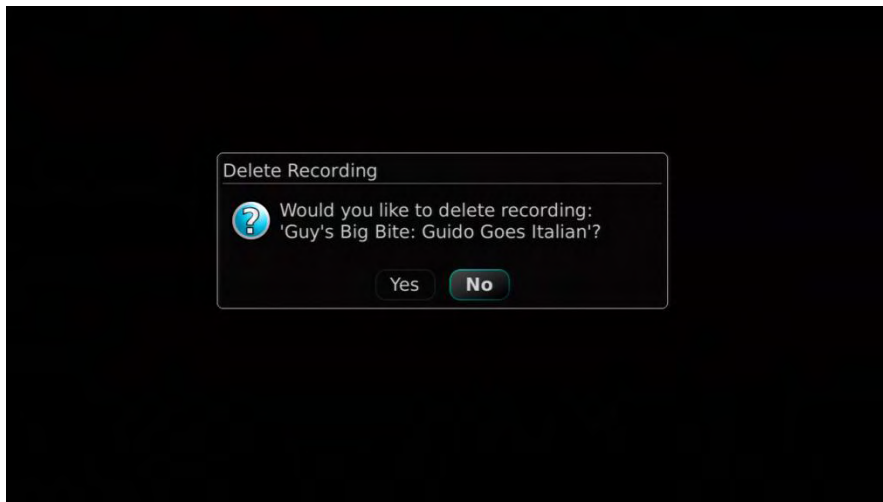 Delete Recording
Would you like to delete recording:
'Guy's Big Bite: Guido Goes Italian'?
Yes No